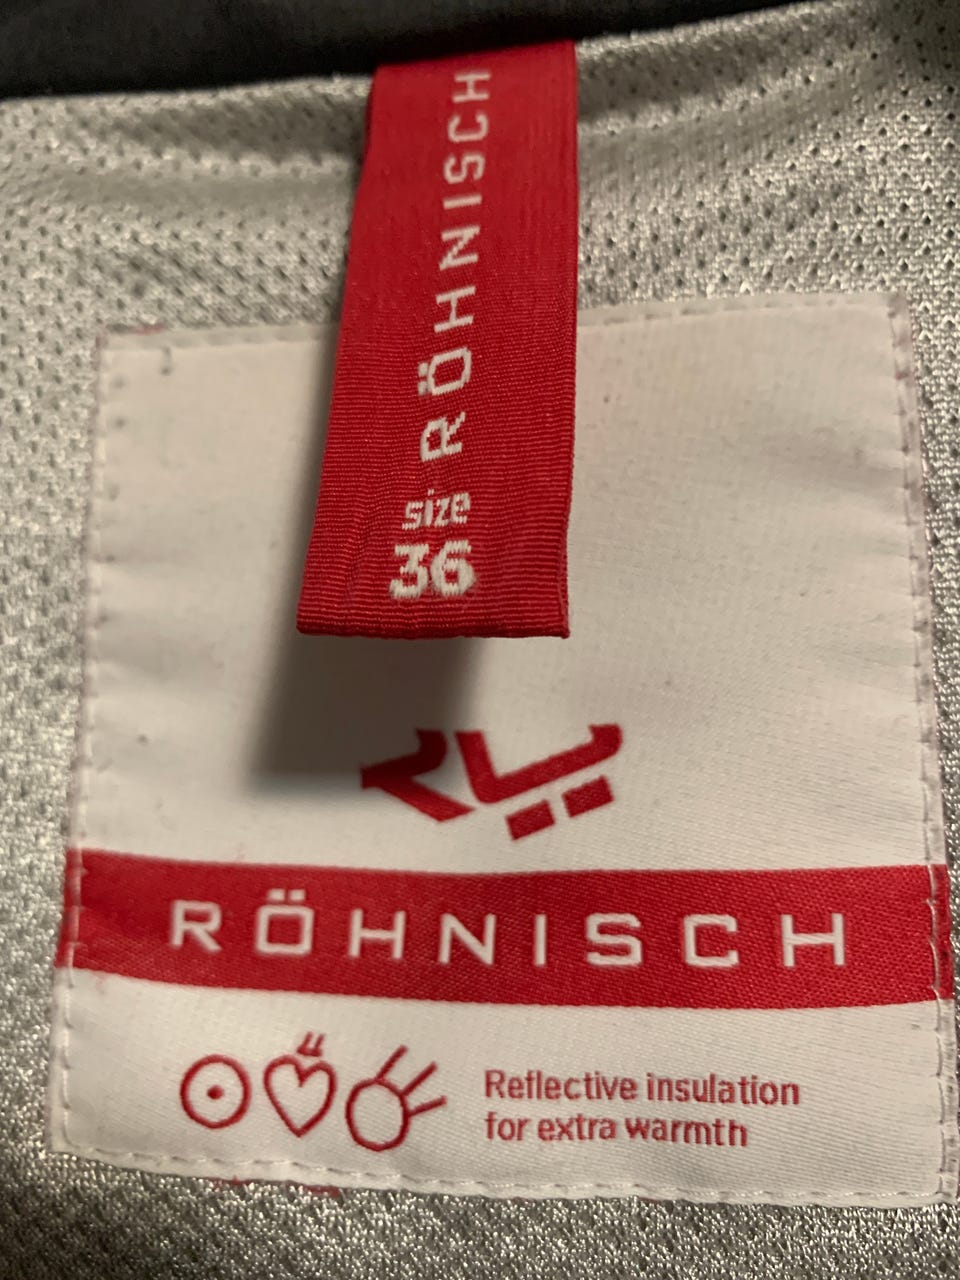 RÖHNISCH
size
36
RÖHNISCH
Reflective insulation
for extra warmth